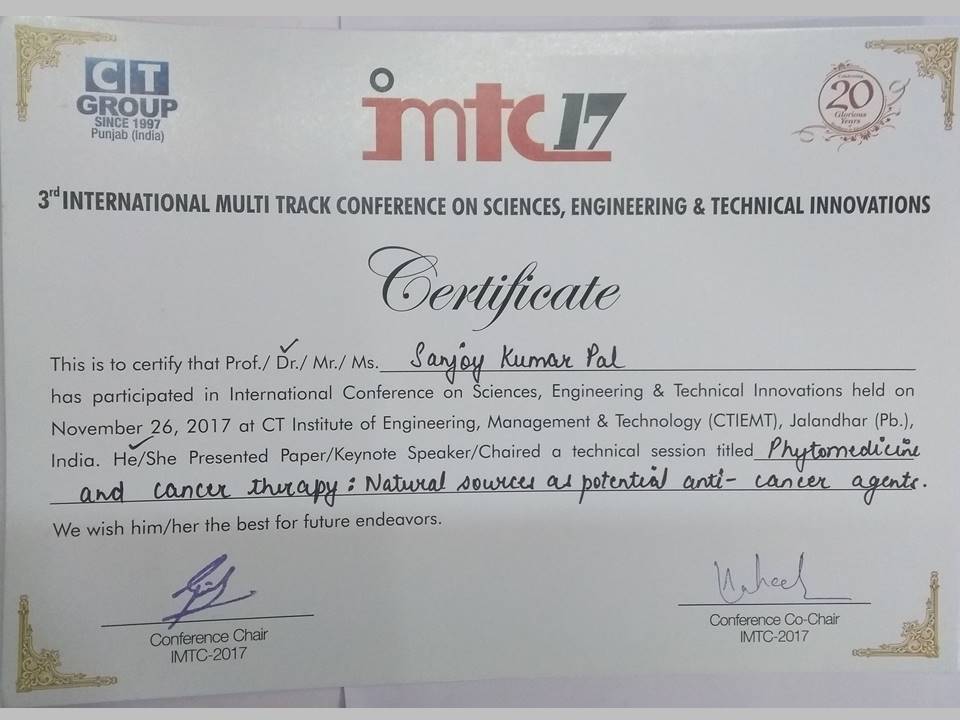 CT
GROUP
SINCE 1997
Punjab (India)
imtc17
Celebrating
20
Glorious
Years
3rd INTERNATIONAL MULTI TRACK CONFERENCE ON SCIENCES, ENGINEERING & TECHNICAL INNOVATIONS
Certificate
This is to certify that Prof./ Dr./ Mr./ Ms. Sanjoy Kumar Pal
has participated in International Conference on Sciences, Engineering & Technical Innovations held on
November 26, 2017 at CT Institute of Engineering, Management & Technology (CTIEMT), Jalandhar (Pb.),
India. He/She Presented Paper/Keynote Speaker/Chaired a technical session titled Phytomedicine
and cancer therapy: Natural sources as potential anti- cancer agents.
We wish him/her the best for future endeavors.
Conference Chair
IMTC-2017
Conference Co-Chair
IMTC-2017